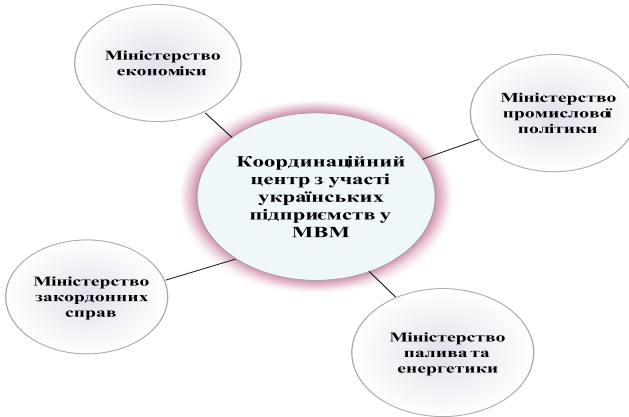 Міністерство
економіки
Міністерство
промислової
політики
Координаційний
центр з участі
українських
підприємств у
МВМ
Міністерство
закордонних
справ
Міністерство
палива та
енергетики